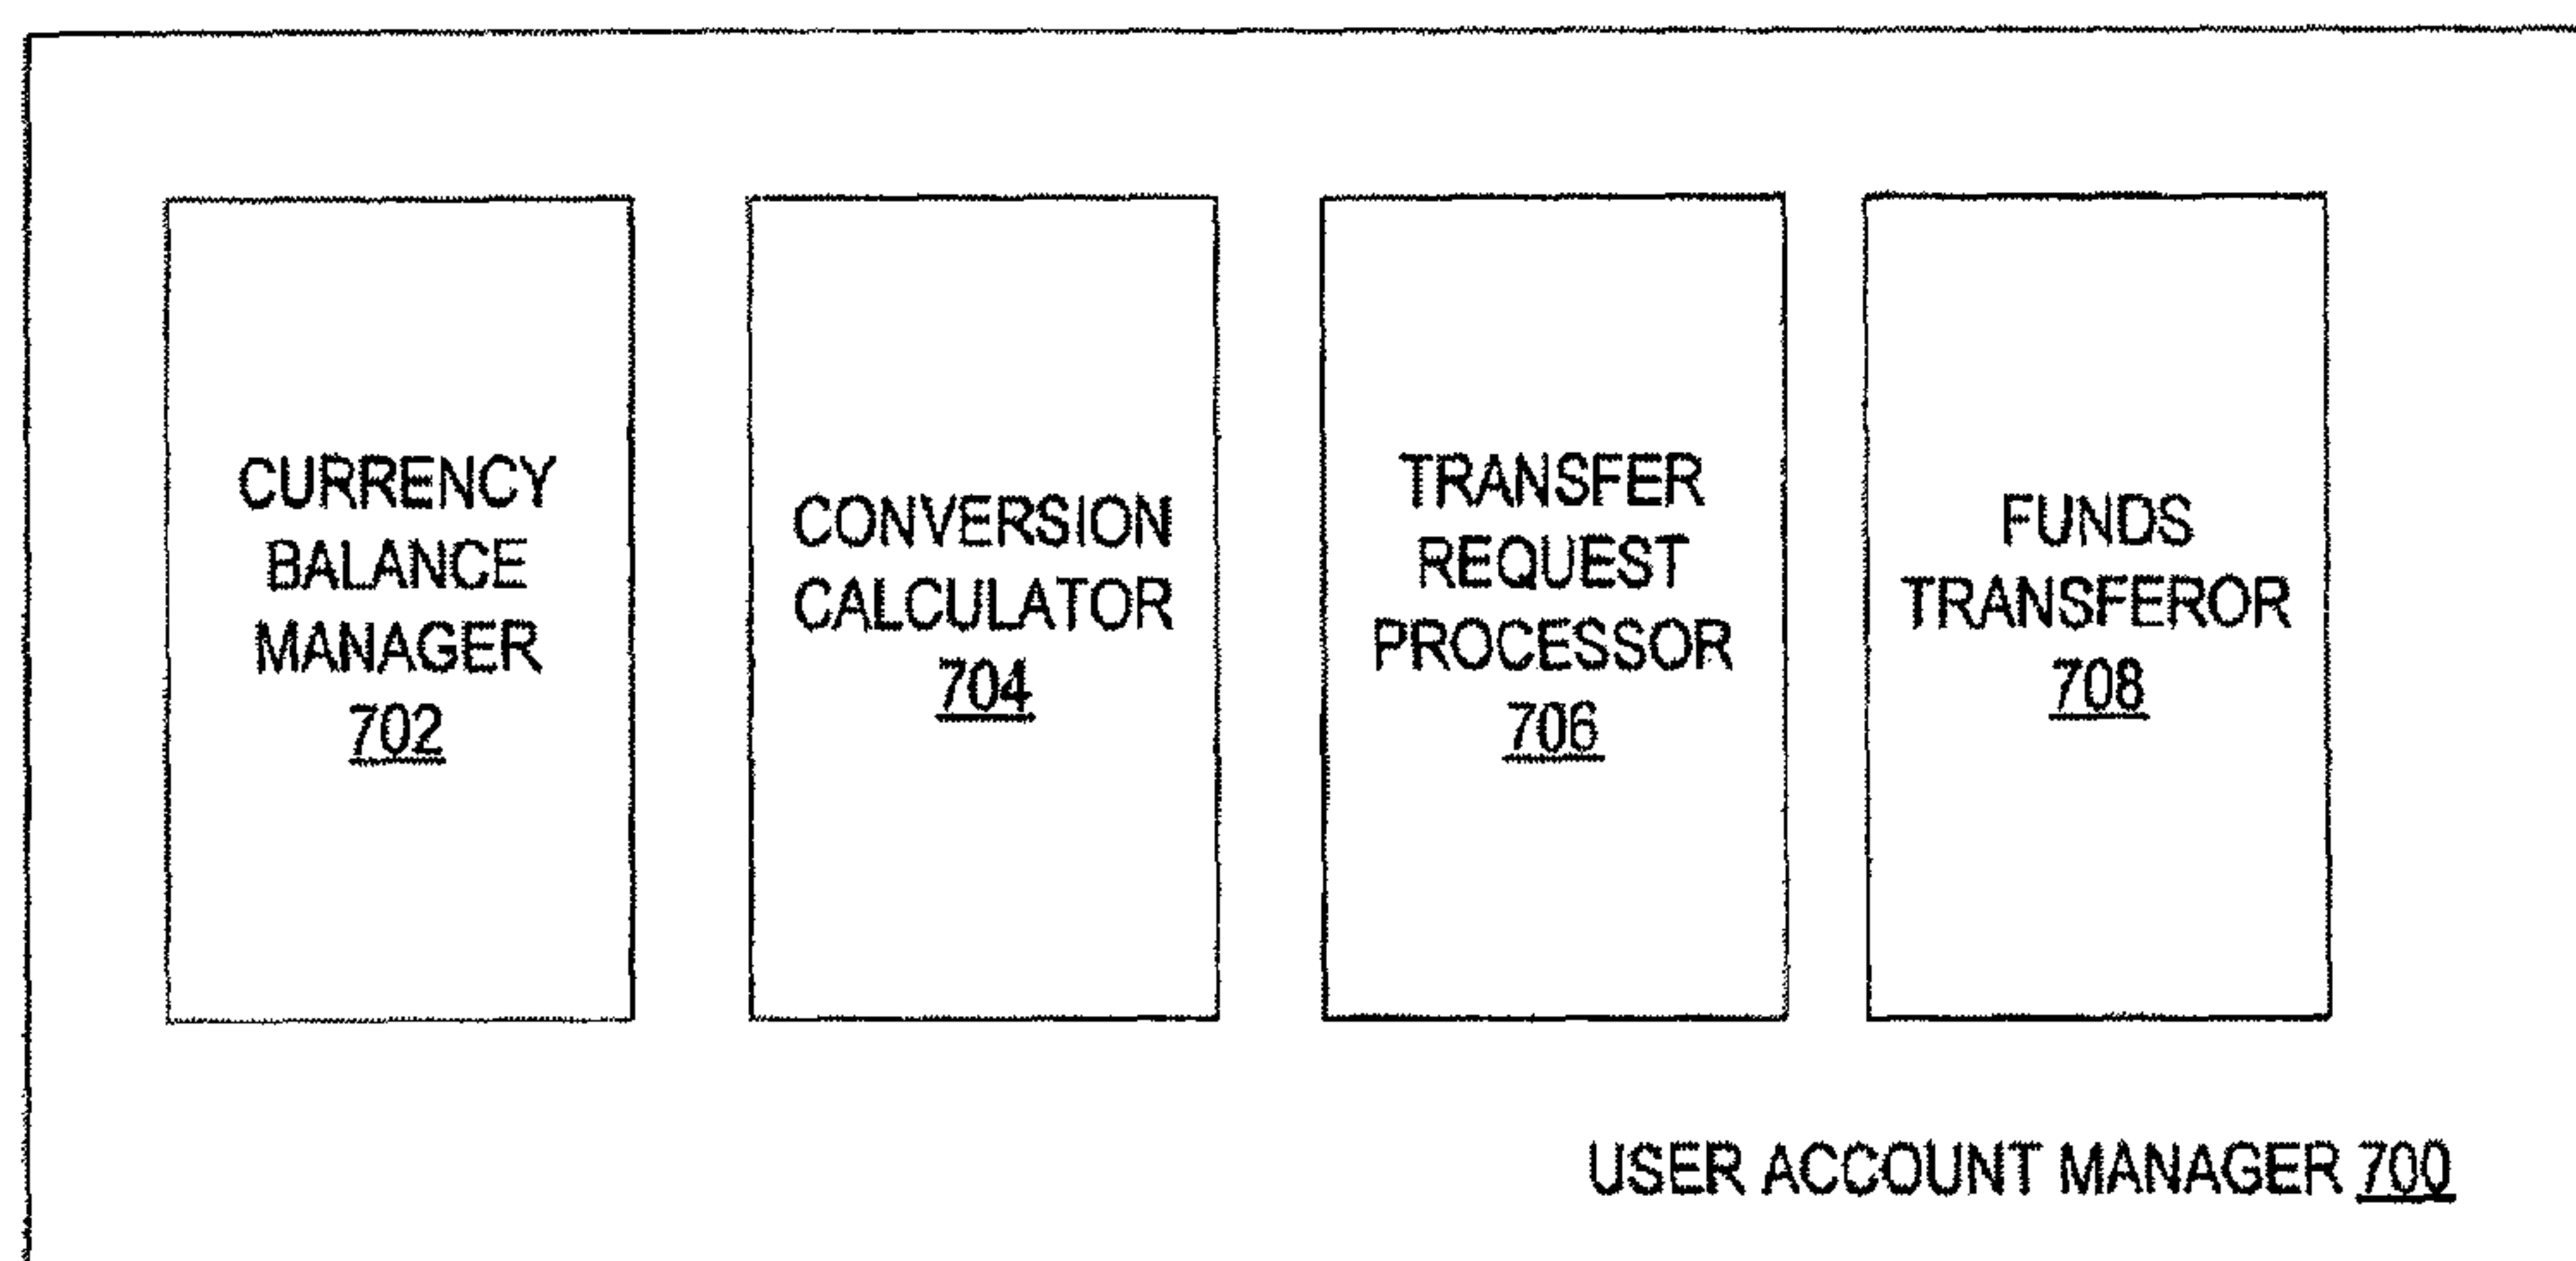 CURRENCY
BALANCE
MANAGER
702
CONVERSION
CALCULATOR
704
TRANSFER
REQUEST
PROCESSOR
706
FUNDS
TRANSFEROR
708
USER ACCOUNT MANAGER 700